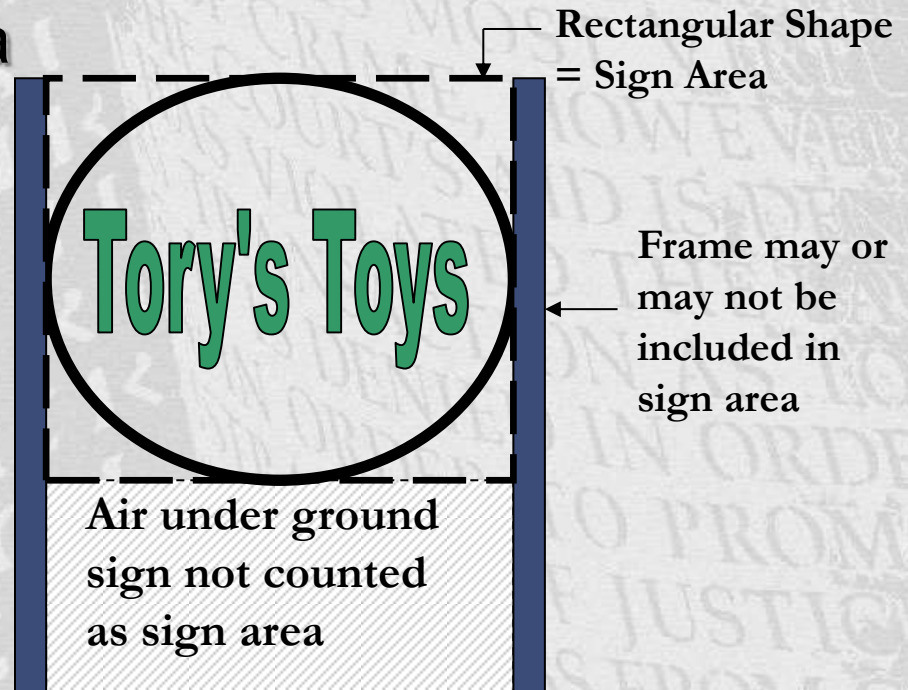 a
Rectangular Shape
= Sign Area
Tory's Toys
Frame may or
may not be
included in
sign area
Air under ground
sign not counted
as sign area